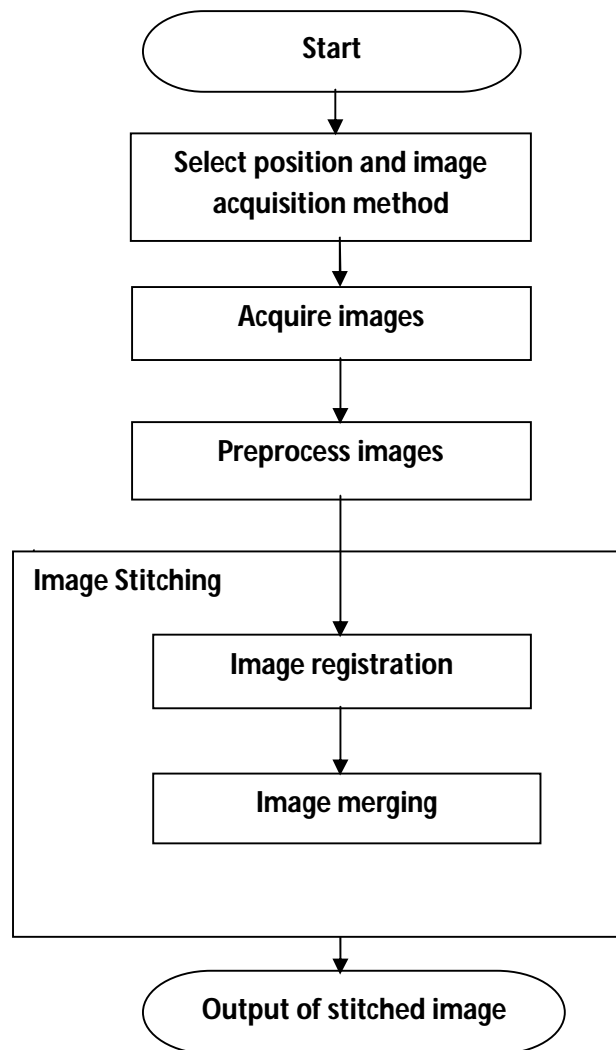 Start
Select position and image
acquisition method
Acquire images
Preprocess images
Image Stitching
Image registration
Image merging
Output of stitched image